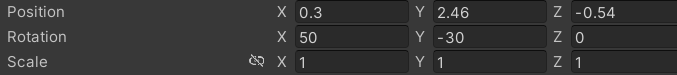 Position X 0.3 Y 2.46 Z -0.54
Rotation X 50 Y -30 Z 0
Scale X 1 Y 1 Z 1